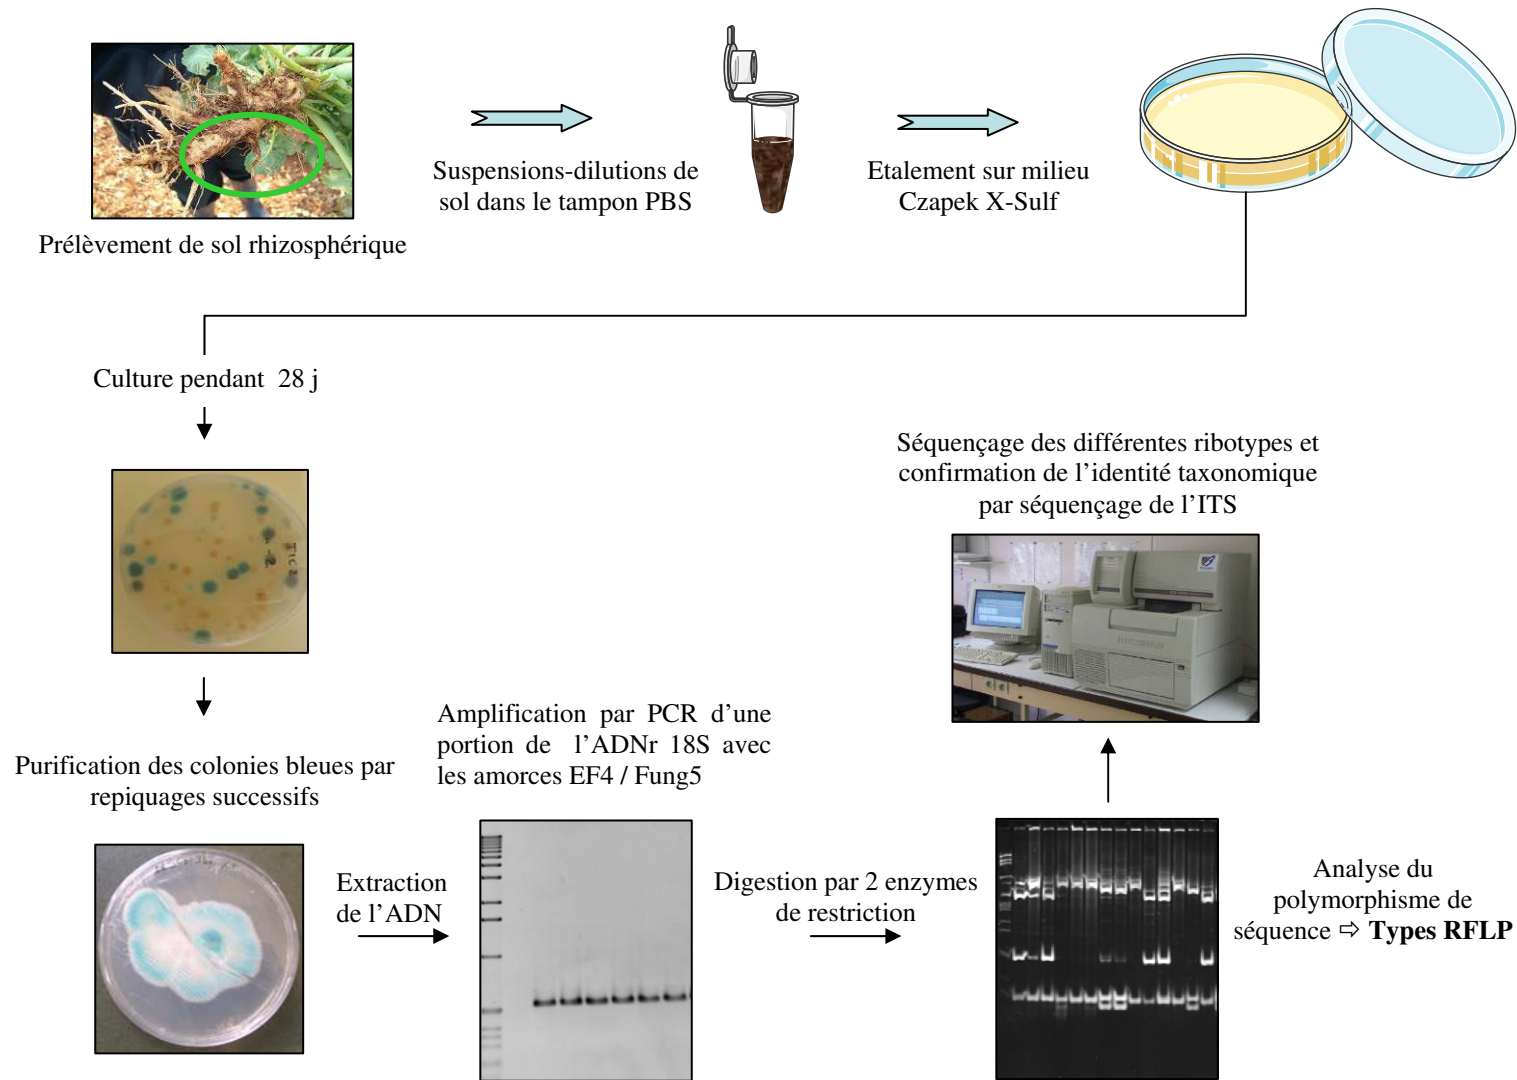 Prélèvement de sol rhizosphérique
Suspensions-dilutions de
sol dans le tampon PBS
Etalement sur milieu
Czapek X-Sulf
Culture pendant 28 j
Purification des colonies bleues par
repiquages successifs
Extraction
de l’ADN
Amplification par PCR d’une
portion de l’ADNr 18S avec
les amorces EF4 / Fung5
Digestion par 2 enzymes
de restriction
Séquençage des différentes ribotypes et
confirmation de l’identité taxonomique
par séquençage de l’ITS
Analyse du
polymorphisme de
séquence ⇨ Types RFLP